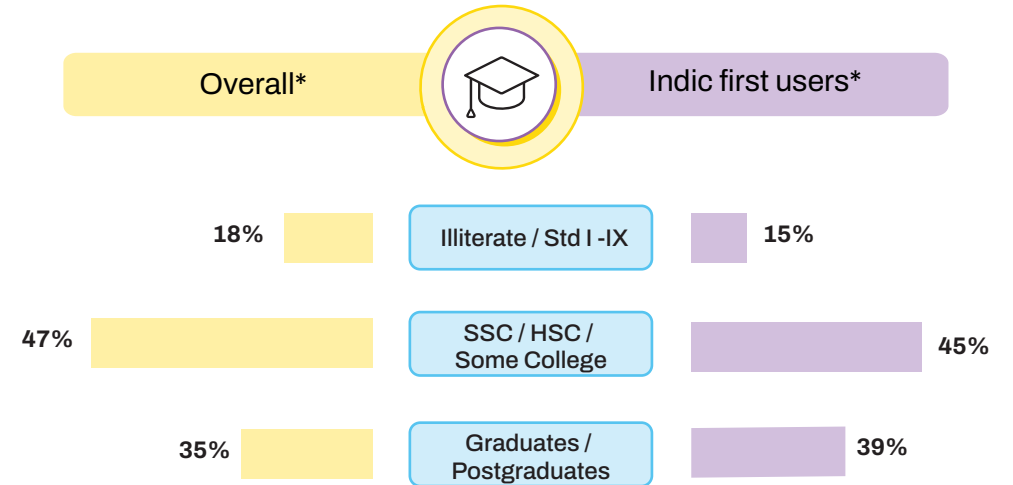 Overall*
Indic first users*
18%
Illiterate / Std I -IX
15%
47%
SSC / HSC /
Some College
45%
35%
Graduates /
Postgraduates
39%